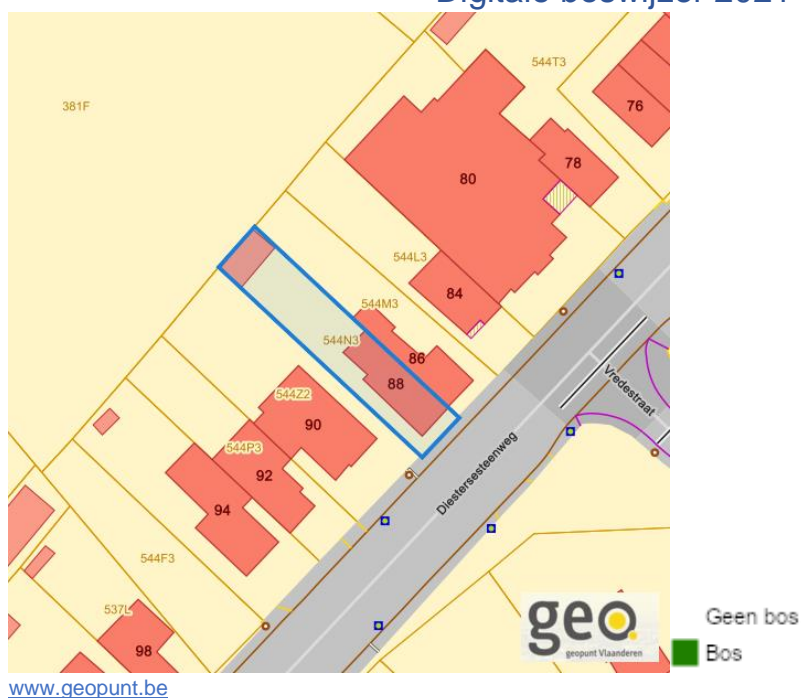 381F
544T3
76
78
80
544L3
84
544M3
544N3
86
88
Vredestraat
544Z2
90
544P3
92
94
Diestersesteenweg
544F3
537L
98
geo
geopunt Vlaanderen
Geen bos
Bos
www.geopunt.be